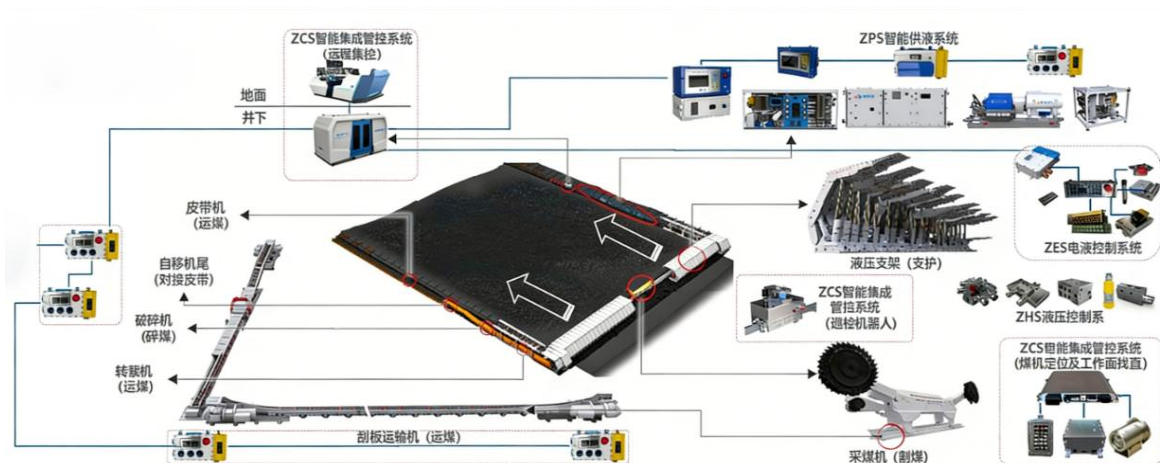 ZCS智能集成管控系统
(远程集控)
地面
井下
ZPS智能供液系统
皮带机
(运煤)
自移机尾
(对接皮带)
破碎机
(碎煤)
转载机
(运煤)
刮板运输机(运煤)
液压支架(支护)
ZES电液控制系统
ZCS智能集成
管控系统
(巡检机器人)
ZHS液压控制系
ZCS智能集成管控系统
(煤机定位及工作面找直)
采煤机(割煤)